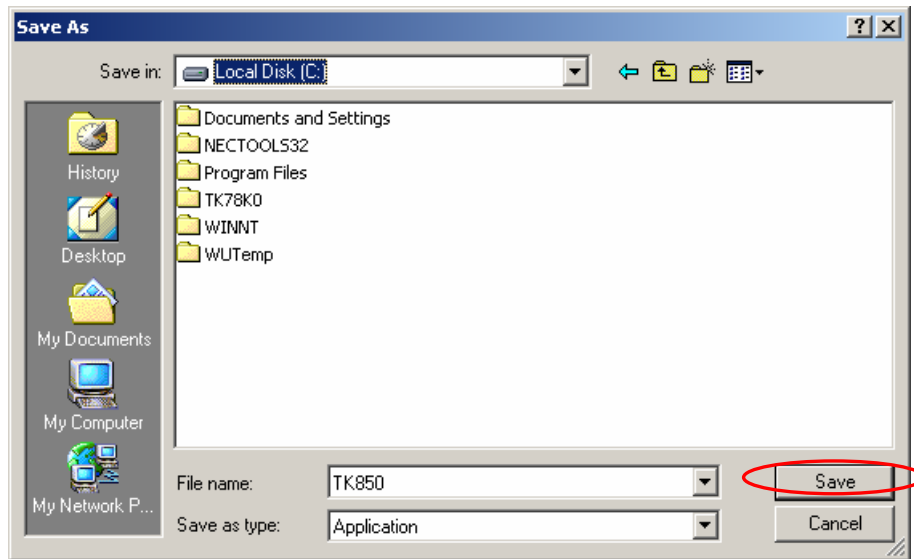 Save As
Save in: Local Disk (C:)
History
Desktop
My Documents
My Computer
My Network P...
Documents and Settings
NECTOOLS32
Program Files
TK78K0
WINNT
WUTemp
File name: TK850 Save
Save as type: Application Cancel